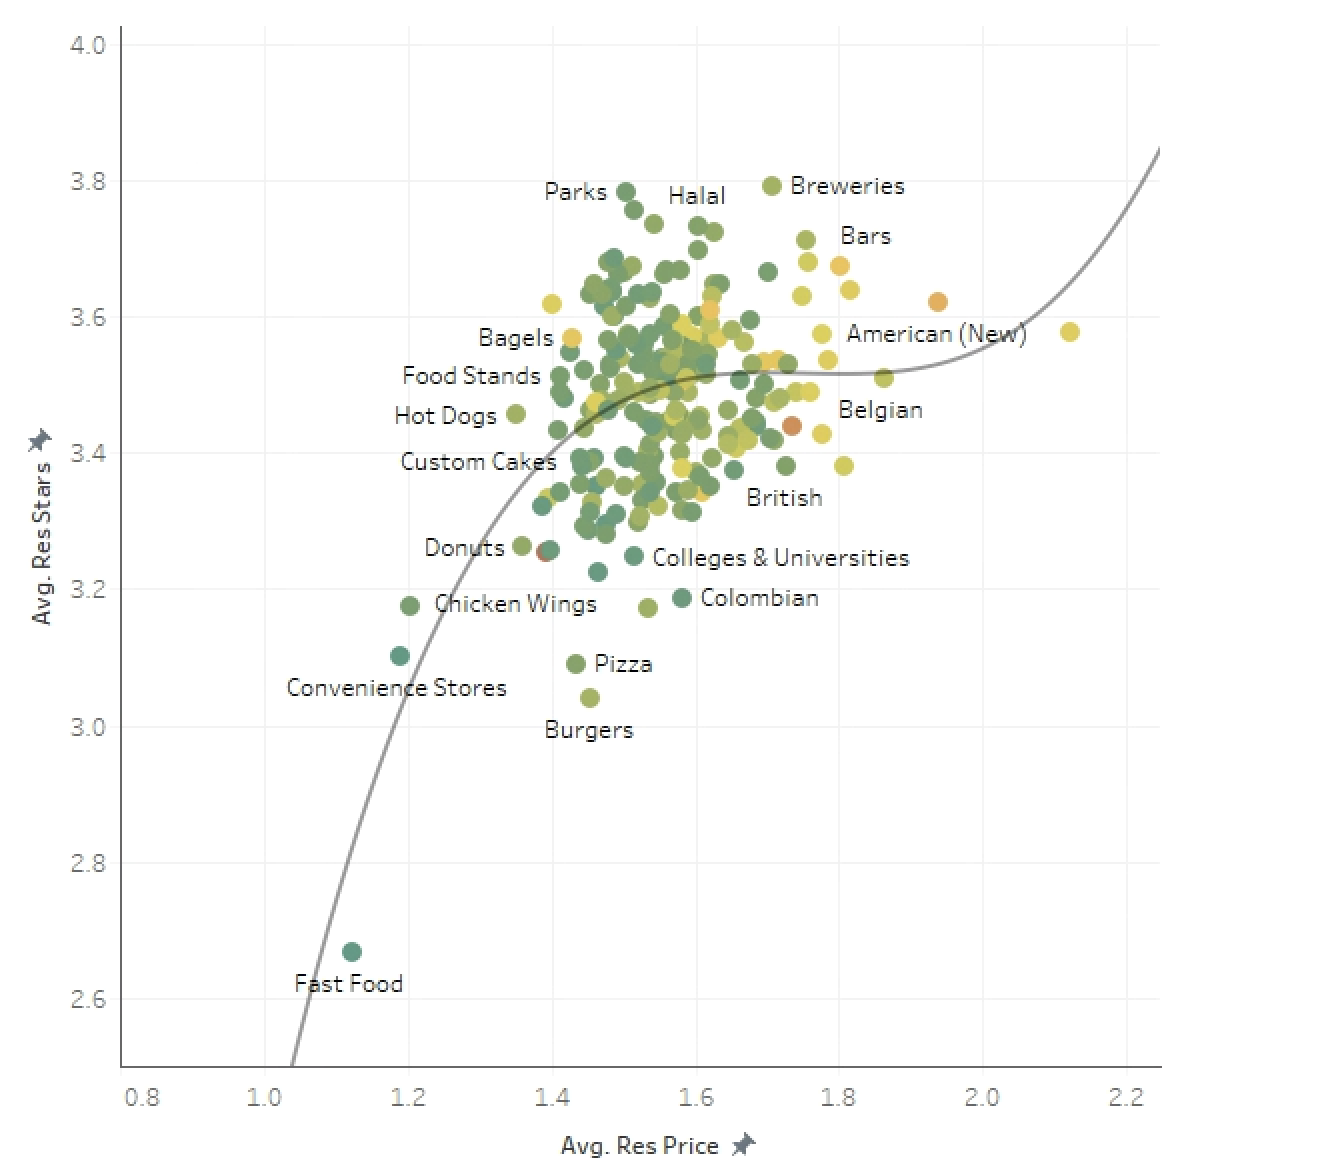 4.0
3.8
3.6
3.4
3.2
3.0
2.8
2.6
Avg. Res Stars
Parks
Halal
Breweries
Bars
Bagels
American (New)
Food Stands
Hot Dogs
Belgian
Custom Cakes
British
Donuts
Colleges & Universities
Chicken Wings
Colombian
Pizza
Convenience Stores
Burgers
Fast Food
0.8 1.0 1.2 1.4 1.6 1.8 2.0 2.2
Avg. Res Price